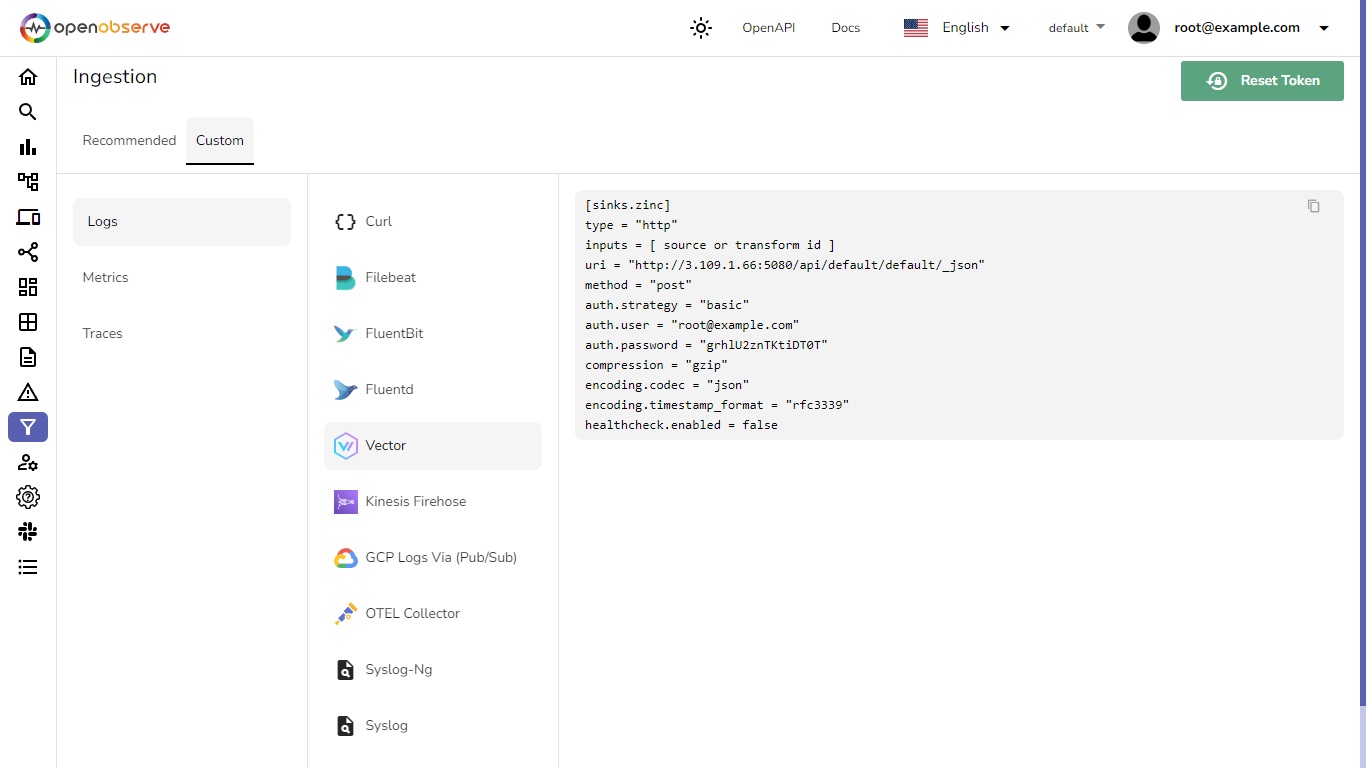 openobserve
OpenAPI
Docs
English
default
root@example.com
Ingestion
Reset Token
Recommended
Custom
Logs
Metrics
Traces
Curl
Filebeat
FluentBit
Fluentd
Vector
Kinesis Firehose
GCP Logs Via (Pub/Sub)
OTEL Collector
Syslog-Ng
Syslog
[sinks.zinc]
type = "http"
inputs = [ source or transform id ]
uri = "http://3.109.1.66:5080/api/default/default/_json"
method = "post"
auth.strategy = "basic"
auth.user = "root@example.com"
auth.password = "grhlU2znTKtiDT0T"
compression = "gzip"
encoding.codec = "json"
encoding.timestamp_format = "rfc3339"
healthcheck.enabled = false